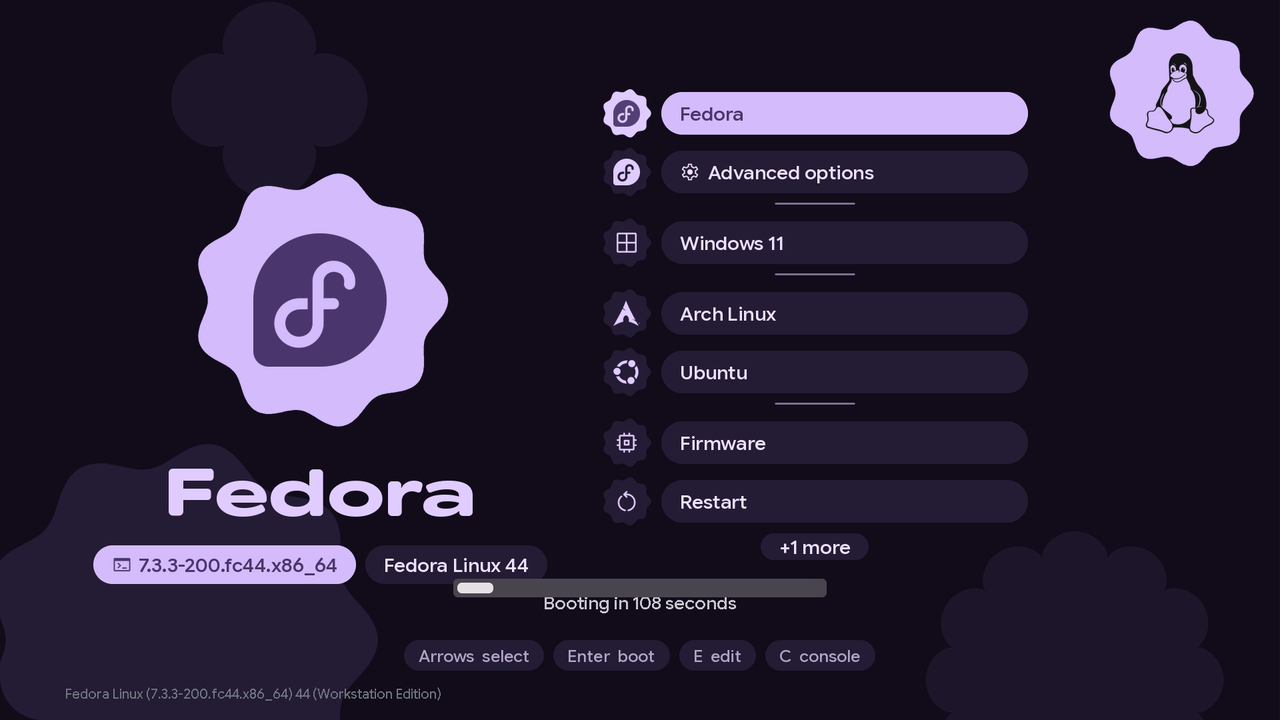 Fedora
Advanced options
Windows 11
Arch Linux
Ubuntu
Firmware
Restart
+1 more
Fedora
7.3.3-200.fc44.x86_64
Fedora Linux 44
Booting in 108 seconds
Arrows select
Enter boot
E edit
C console
Fedora Linux (7.3.3-200.fc44.x86_64) 44 (Workstation Edition)